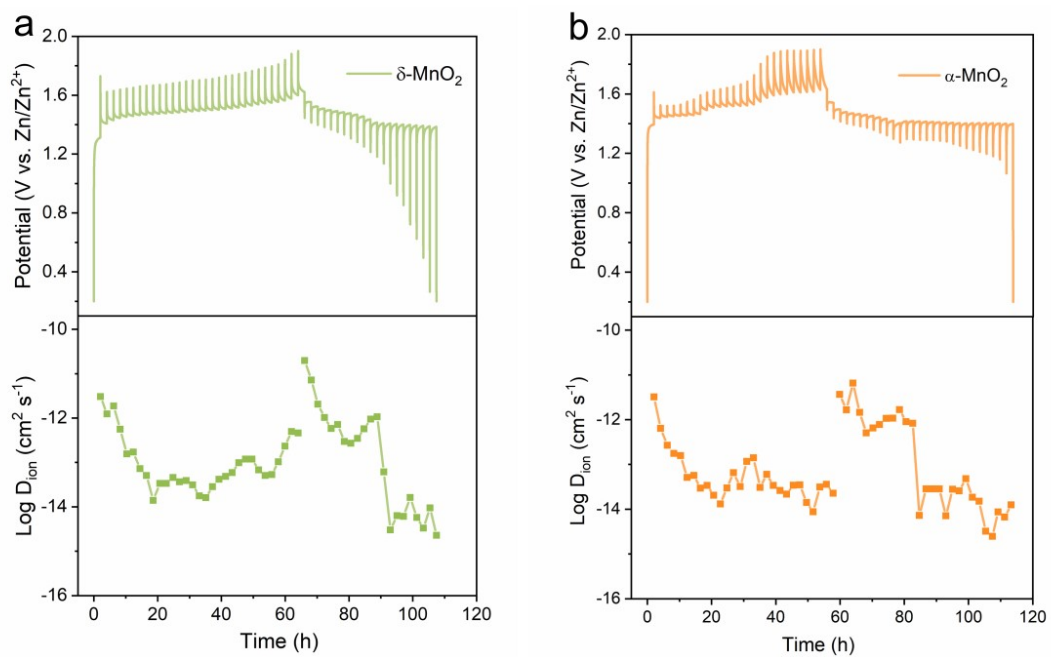 a
2.0
1.6
1.2
0.8
0.4
Potential (V vs. Zn/Zn²⁺)
δ-MnO₂
-10
-12
-14
-16
Log D_ion (cm² s⁻¹)
0 20 40 60 80 100 120
Time (h)
b
2.0
1.6
1.2
0.8
0.4
Potential (V vs. Zn/Zn²⁺)
α-MnO₂
-10
-12
-14
-16
Log D_ion (cm² s⁻¹)
0 20 40 60 80 100 120
Time (h)